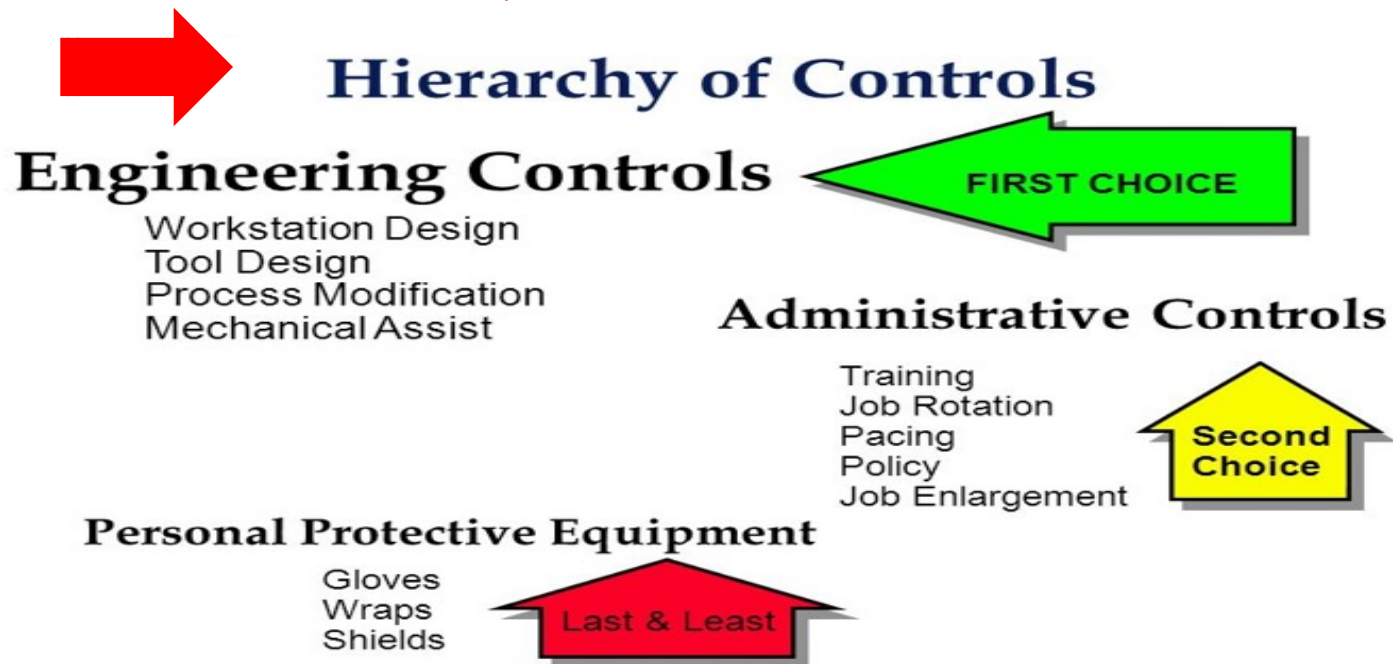 Hierarchy of Controls
Engineering Controls
FIRST CHOICE
Workstation Design
Tool Design
Process Modification
Mechanical Assist
Administrative Controls
Training
Job Rotation
Pacing
Policy
Job Enlargement
Second
Choice
Personal Protective Equipment
Gloves
Wraps
Shields
Last & Least